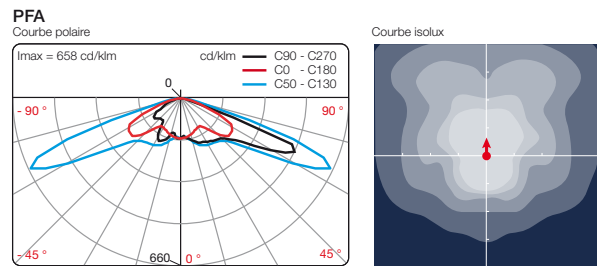 PFA
Courbe polaire
Courbe isolux
Imax = 658 cd/klm
cd/klm
C90 - C270
C0 - C180
C50 - C130
0
- 90 °
90 °
- 45 °
660
0 °
45 °